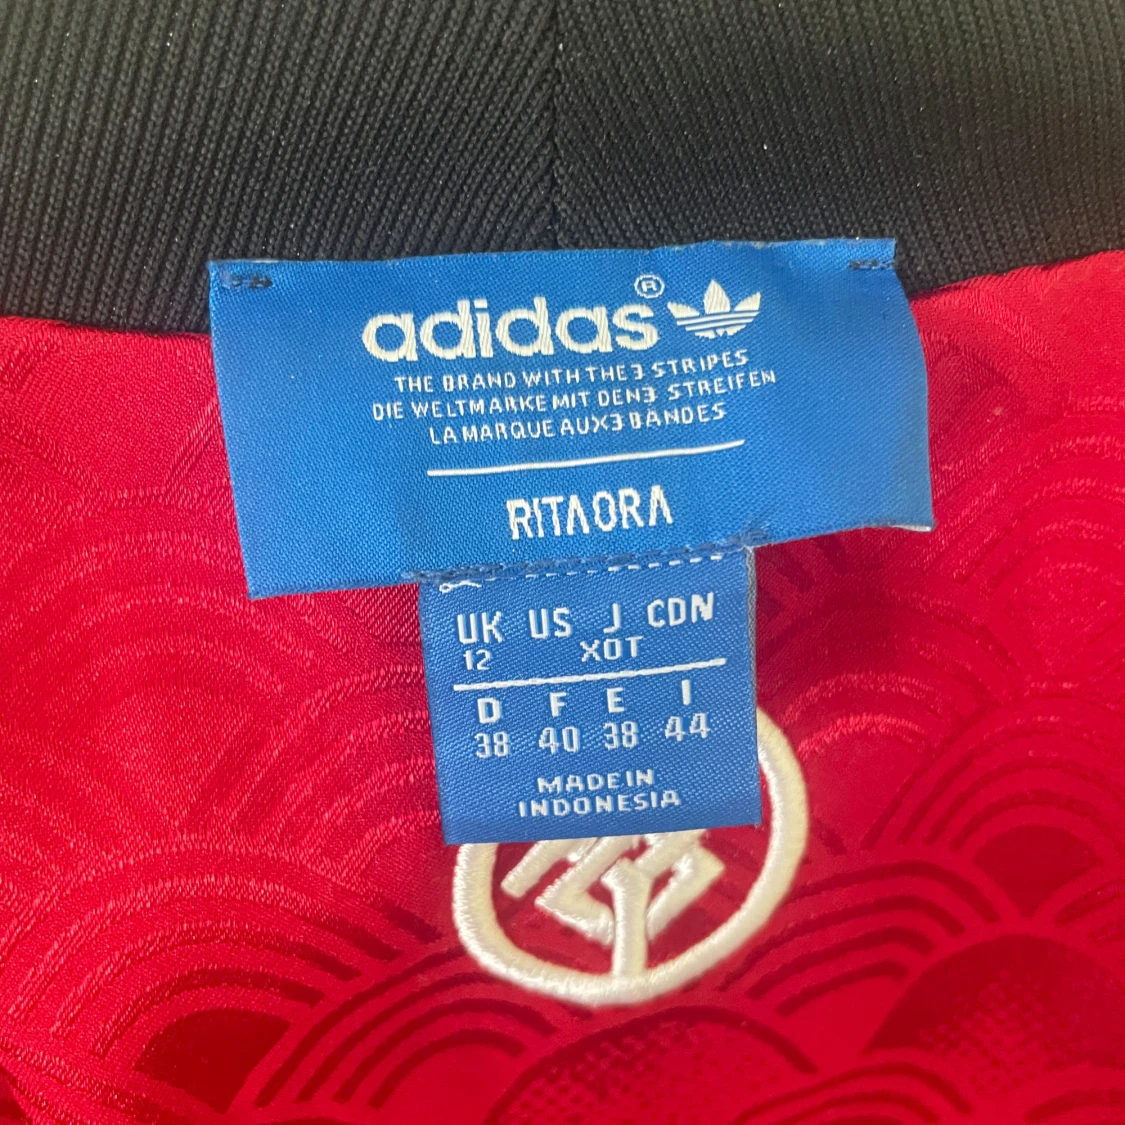 adidas®
THE BRAND WITH THE 3 STRIPES
DIE WELTMARKE MIT DEN 3 STREIFEN
LA MARQUE AUX 3 BANDES
RITA ORA
UK US J CDN
12 XOT
D F E I
38 40 38 44
MADE IN
INDONESIA